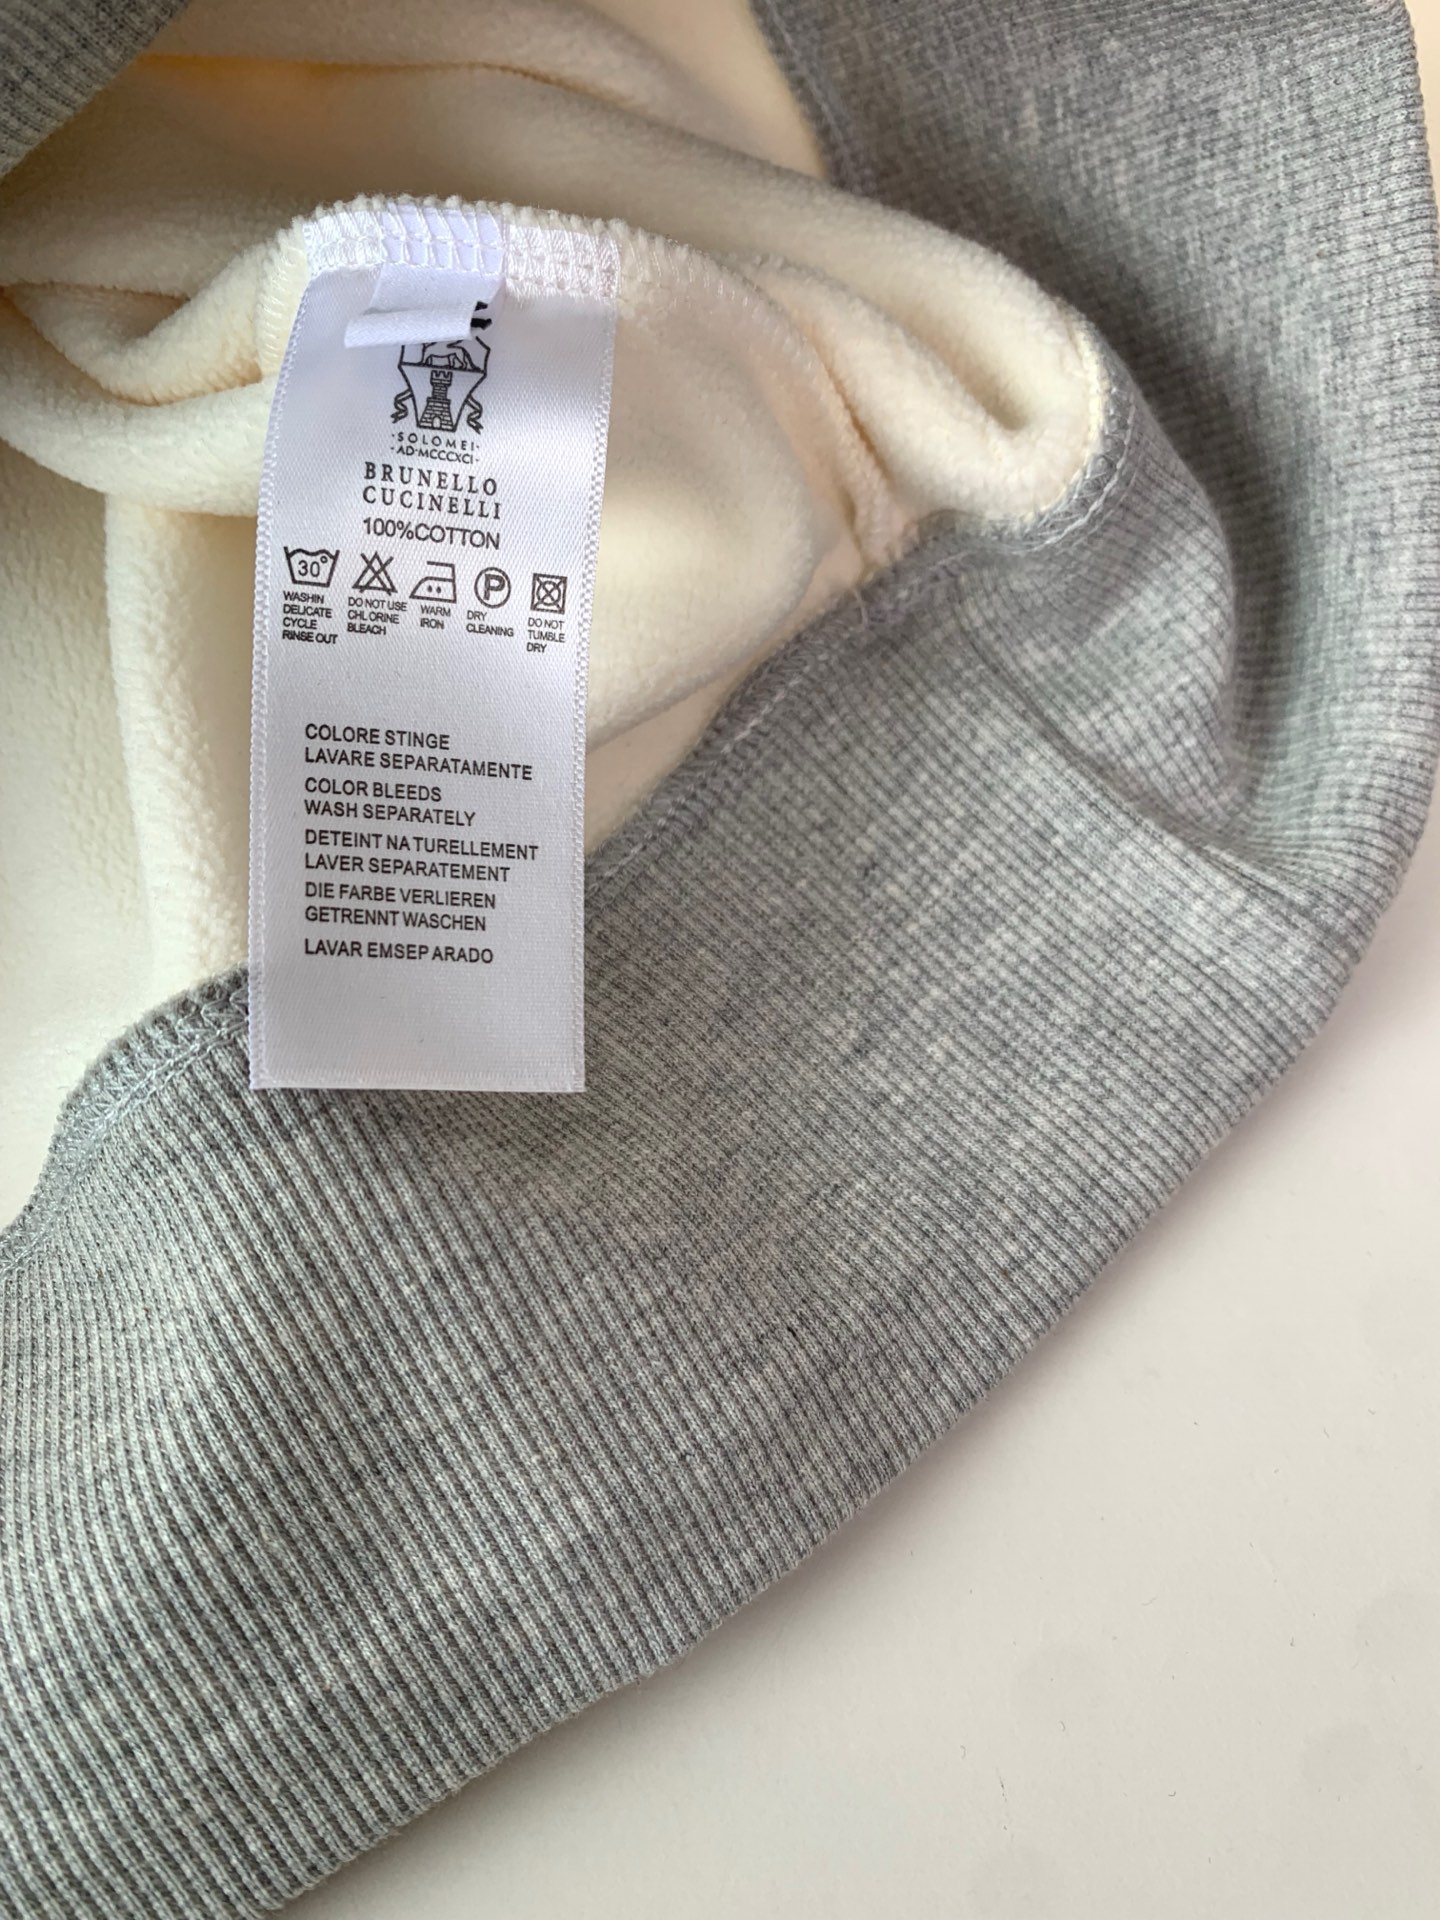 ·SOLOMEI·
·AD·MCCCXCI·
BRUNELLO
CUCINELLI
100%COTTON
30°
P
WASHIN
DELICATE
CYCLE
RINSE OUT
DO NOT USE
CHLORINE
BLEACH
WARM
IRON
DRY
CLEANING
DO NOT
TUMBLE
DRY
COLORE STINGE
LAVARE SEPARATAMENTE
COLOR BLEEDS
WASH SEPARATELY
DETEINT NA TURELLEMENT
LAVER SEPARATEMENT
DIE FARBE VERLIEREN
GETRENNT WASCHEN
LAVAR EMSEP ARADO